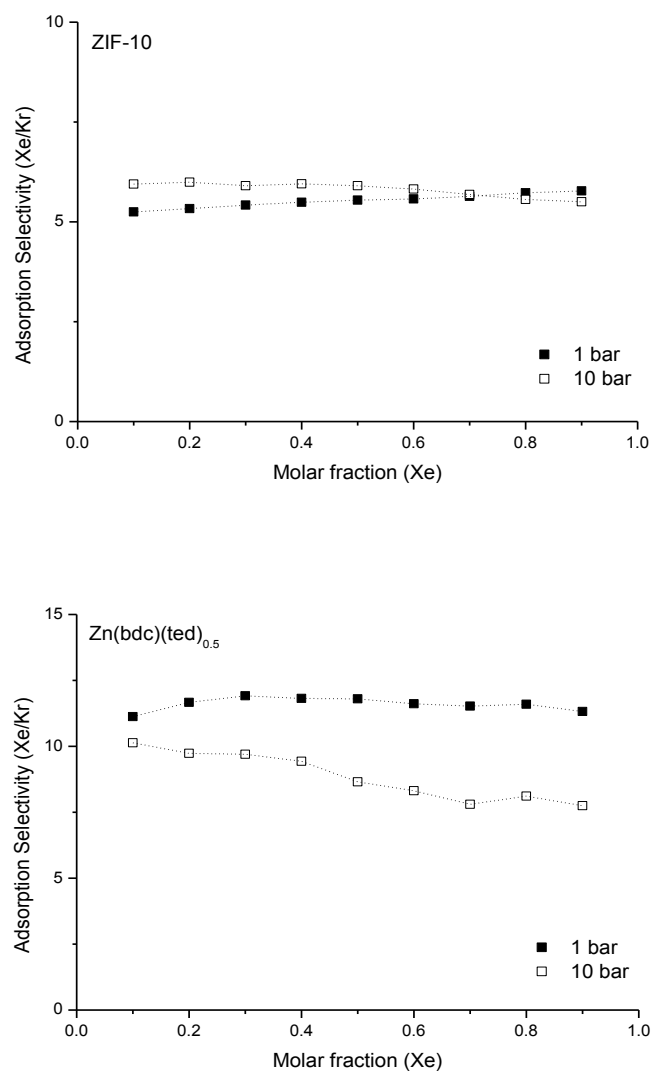 10
ZIF-10
Adsorption Selectivity (Xe/Kr)
5
1 bar
10 bar
0
0.0 0.2 0.4 0.6 0.8 1.0
Molar fraction (Xe)
15
Zn(bdc)(ted)0.5
Adsorption Selectivity (Xe/Kr)
10
5
1 bar
10 bar
0
0.0 0.2 0.4 0.6 0.8 1.0
Molar fraction (Xe)